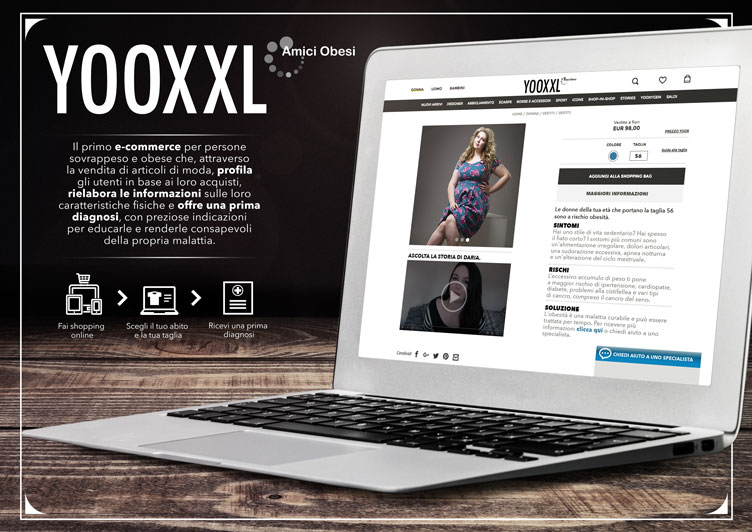 YOOXXL
Amici Obesi
Il primo e-commerce per persone
sovrappeso e obese che, attraverso
la vendita di articoli di moda, profila
gli utenti in base ai loro acquisti,
rielabora le informazioni sulle loro
caratteristiche fisiche e offre una prima
diagnosi, con preziose indicazioni
per educarle e renderle consapevoli
della propria malattia.
Fai shopping
online
Scegli il tuo abito
e la tua taglia
Ricevi una prima
diagnosi
DONNA UOMO BAMBINI
YOOXXL
NUOVI ARRIVI DESIGNER ABBIGLIAMENTO SCARPE BORSE E ACCESSORI SPORT ICONE SHOP-IN-SHOP STORIES YOOXYGEN SALDI
HOME / DONNA / VESTITI / VESTITI
Vestito a fiori
EUR 98,00
PREZZO YOOX
COLORE TAGLIA
56
Guida alle taglie
AGGIUNGI ALLA SHOPPING BAG
MAGGIORI INFORMAZIONI
Le donne della tua età che portano la taglia 56
sono a rischio obesità.
SINTOMI
Hai uno stile di vita sedentario? Hai spesso
il fiato corto? I sintomi più comuni sono
un'alimentazione irregolare, dolori articolari,
una sudorazione eccessiva, apnea notturna
e un'alterazione del ciclo mestruale.
RISCHI
L'eccessivo accumulo di peso ti pone
a maggior rischio di ipertensione, cardiopatie,
diabete, problemi alla cistifellea e vari tipi
di cancro, compreso il cancro del seno.
SOLUZIONE
L'obesità è una malattia curabile e può essere
trattata per tempo. Per ricevere più
informazioni clicca qui o chiedi aiuto a uno
specialista.
CHIEDI AIUTO A UNO SPECIALISTA
ASCOLTA LA STORIA DI DARIA.
Condividi